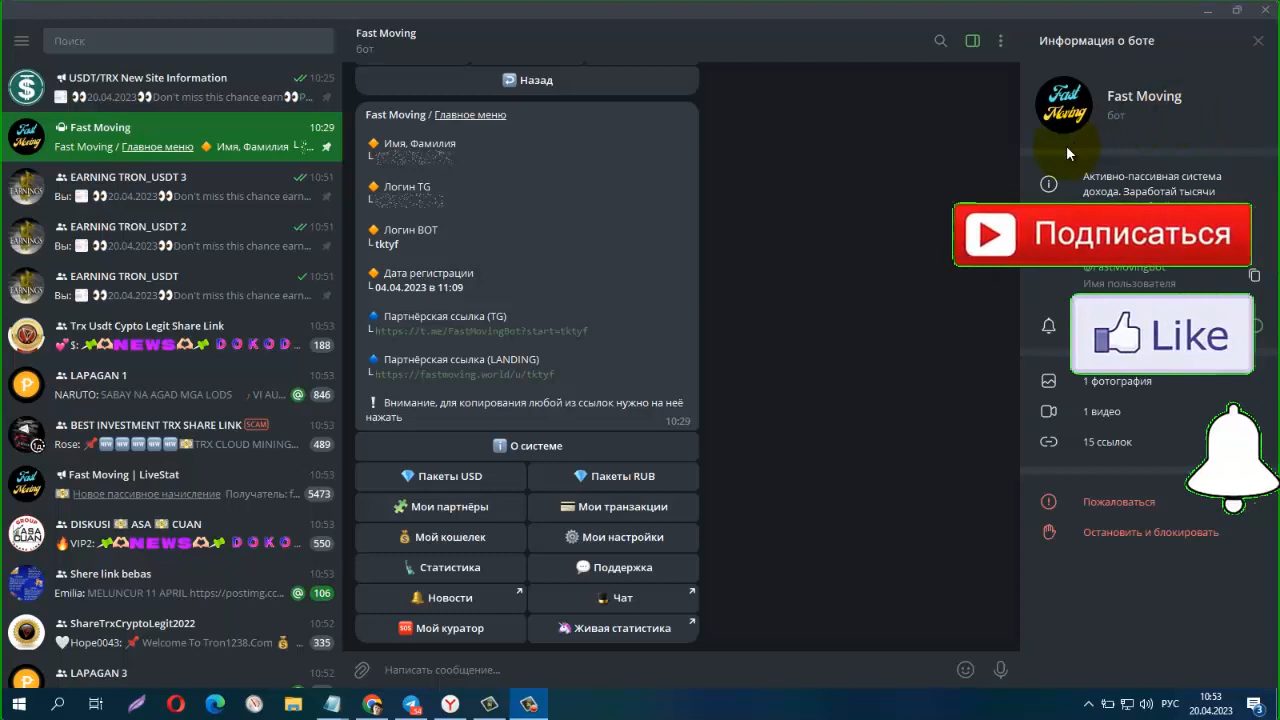 Поиск
USDT/TRX New Site Information
10:25
👀20.04.2023👀Don't miss this chance earn👀P...
Fast Moving
10:29
Fast Moving / Главное меню 🔶 Имя, Фамилия └ ...
EARNING TRON_USDT 3
10:51
Вы: 👀20.04.2023👀Don't miss this chance earn...
EARNING TRON_USDT 2
10:51
Вы: 👀20.04.2023👀Don't miss this chance earn...
EARNING TRON_USDT
10:51
Вы: 👀20.04.2023👀Don't miss this chance earn...
Trx Usdt Cypto Legit Share Link
10:53
💞 S: NEWS DOKOD...
188
LAPAGAN 1
10:53
NARUTO: SABAY NA AGAD MGA LODS VI AU...
@ 846
BEST INVESTMENT TRX SHARE LINK SCAM
10:53
Rose: 📌🆕🆕🆕🆕🆕TRX CLOUD MINING...
489
Fast Moving | LiveStat
10:53
Новое пассивное начисление Получатель: f...
5473
DISKUSI 💴 ASA 💴 CUAN
10:53
🔥VIP2: NEWS DOKO...
550
Shere link bebas
10:53
Emilia: MELUNCUR 11 APRIL https://postimg.cc...
@ 106
ShareTrxCryptoLegit2022
10:52
Hope0043: 📌 Welcome To Tron1238.Com 💰 ...
335
LAPAGAN 3
10:52
Fast Moving
бот
Назад
Fast Moving / Главное меню
🔶 Имя, Фамилия
🔶 Логин TG
🔶 Логин BOT
└ tktyf
🔶 Дата регистрации
└ 04.04.2023 в 11:09
🔷 Партнёрская ссылка (TG)
└ https://t.me/FastMovingBot?start=tktyf
🔷 Партнёрская ссылка (LANDING)
└ https://fastmoving.world/u/tktyf
❕ Внимание, для копирования любой из ссылок нужно на неё
нажать
10:29
О системе
Пакеты USD
Пакеты RUB
Мои партнёры
Мои транзакции
Мой кошелек
Мои настройки
Статистика
Поддержка
Новости
Чат
Мой куратор
Живая статистика
Написать сообщение...
Информация о боте
Fast Moving
бот
Активно-пассивная система
дохода. Заработай тысячи
Подписаться
@FastMovingBot
Имя пользователя
Like
1 фотография
1 видео
15 ссылок
Пожаловаться
Остановить и блокировать
РУС
10:53
20.04.2023